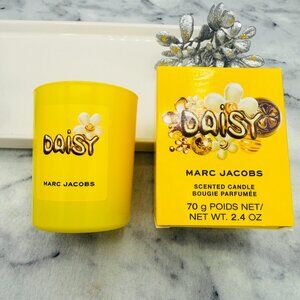 DAiSY
MARC JACOBS
DAiSY
MARC JACOBS
SCENTED CANDLE
BOUGIE PARFUMÉE
70 g POIDS NET/
NET WT. 2.4 OZ